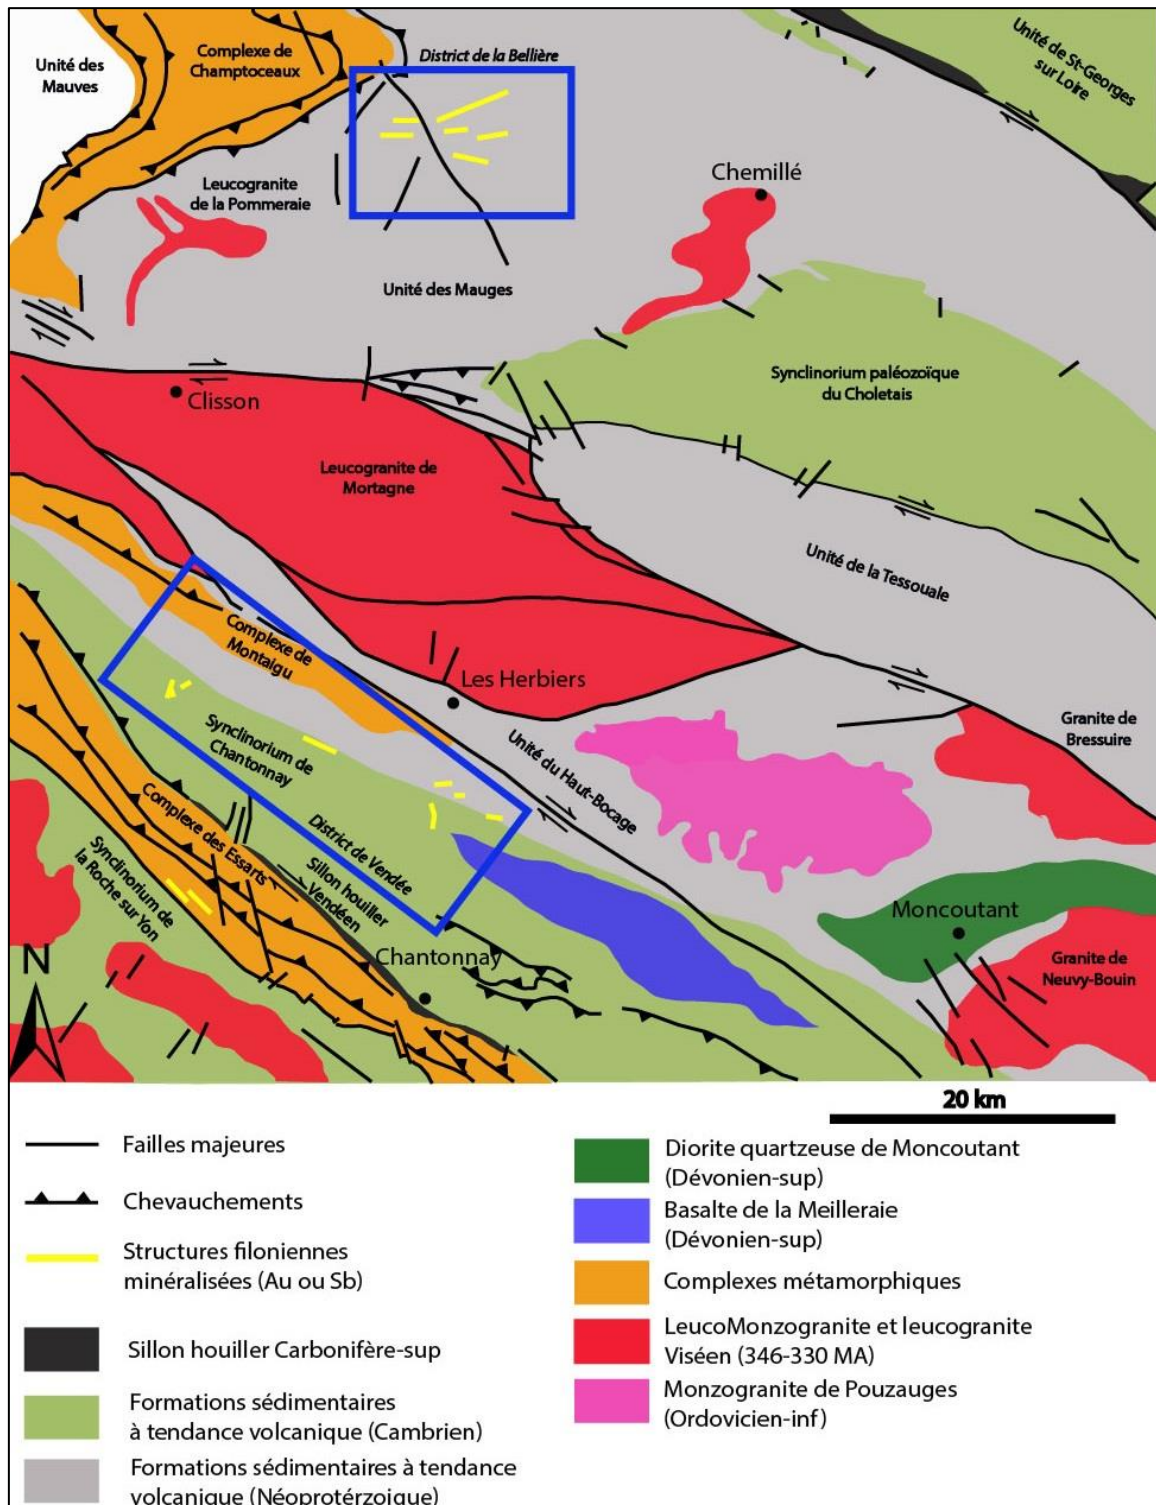 Unité des
Mauves
Complexe de
Champtoceaux
District de la Bellière
Unité de St-Georges
sur Loire
Leucogranite
de la Pommeraie
Chemillé
Unité des Mauges
Synclinorium paléozoïque
du Choletais
Clisson
Leucogranite de
Mortagne
Unité de la Tessouale
Complexe de
Montaigu
Les Herbiers
Granite de
Bressuire
Synclinorium de
Chantonnay
Unité du Haut-Bocage
Complexe des Essarts
District de Vendée
Sillon houiller
Vendéen
Synclinorium de
la Roche sur Yon
Moncoutant
Chantonnay
Granite de
Neuvy-Bouin
N
20 km
Failles majeures
Chevauchements
Structures filoniennes
minéralisées (Au ou Sb)
Sillon houiller Carbonifère-sup
Formations sédimentaires
à tendance volcanique (Cambrien)
Formations sédimentaires à tendance
volcanique (Néoprotérzoique)
Diorite quartzeuse de Moncoutant
(Dévonien-sup)
Basalte de la Meilleraie
(Dévonien-sup)
Complexes métamorphiques
LeucoMonzogranite et leucogranite
Viséen (346-330 MA)
Monzogranite de Pouzauges
(Ordovicien-inf)